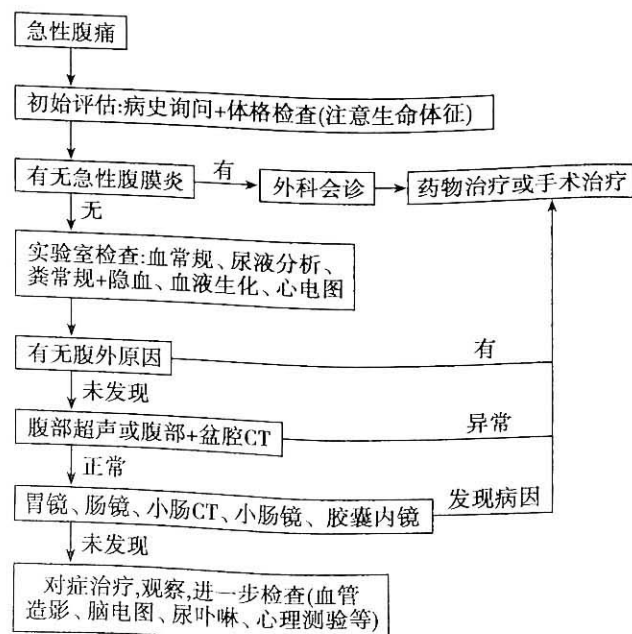 急性腹痛
初始评估:病史询问+体格检查(注意生命体征)
有无急性腹膜炎
有
外科会诊
药物治疗或手术治疗
无
实验室检查:血常规、尿液分析、
粪常规+隐血、血液生化、心电图
有无腹外原因
有
未发现
腹部超声或腹部+盆腔CT
异常
正常
胃镜、肠镜、小肠CT、小肠镜、胶囊内镜
发现病因
未发现
对症治疗,观察,进一步检查(血管
造影、脑电图、尿卟啉、心理测验等)